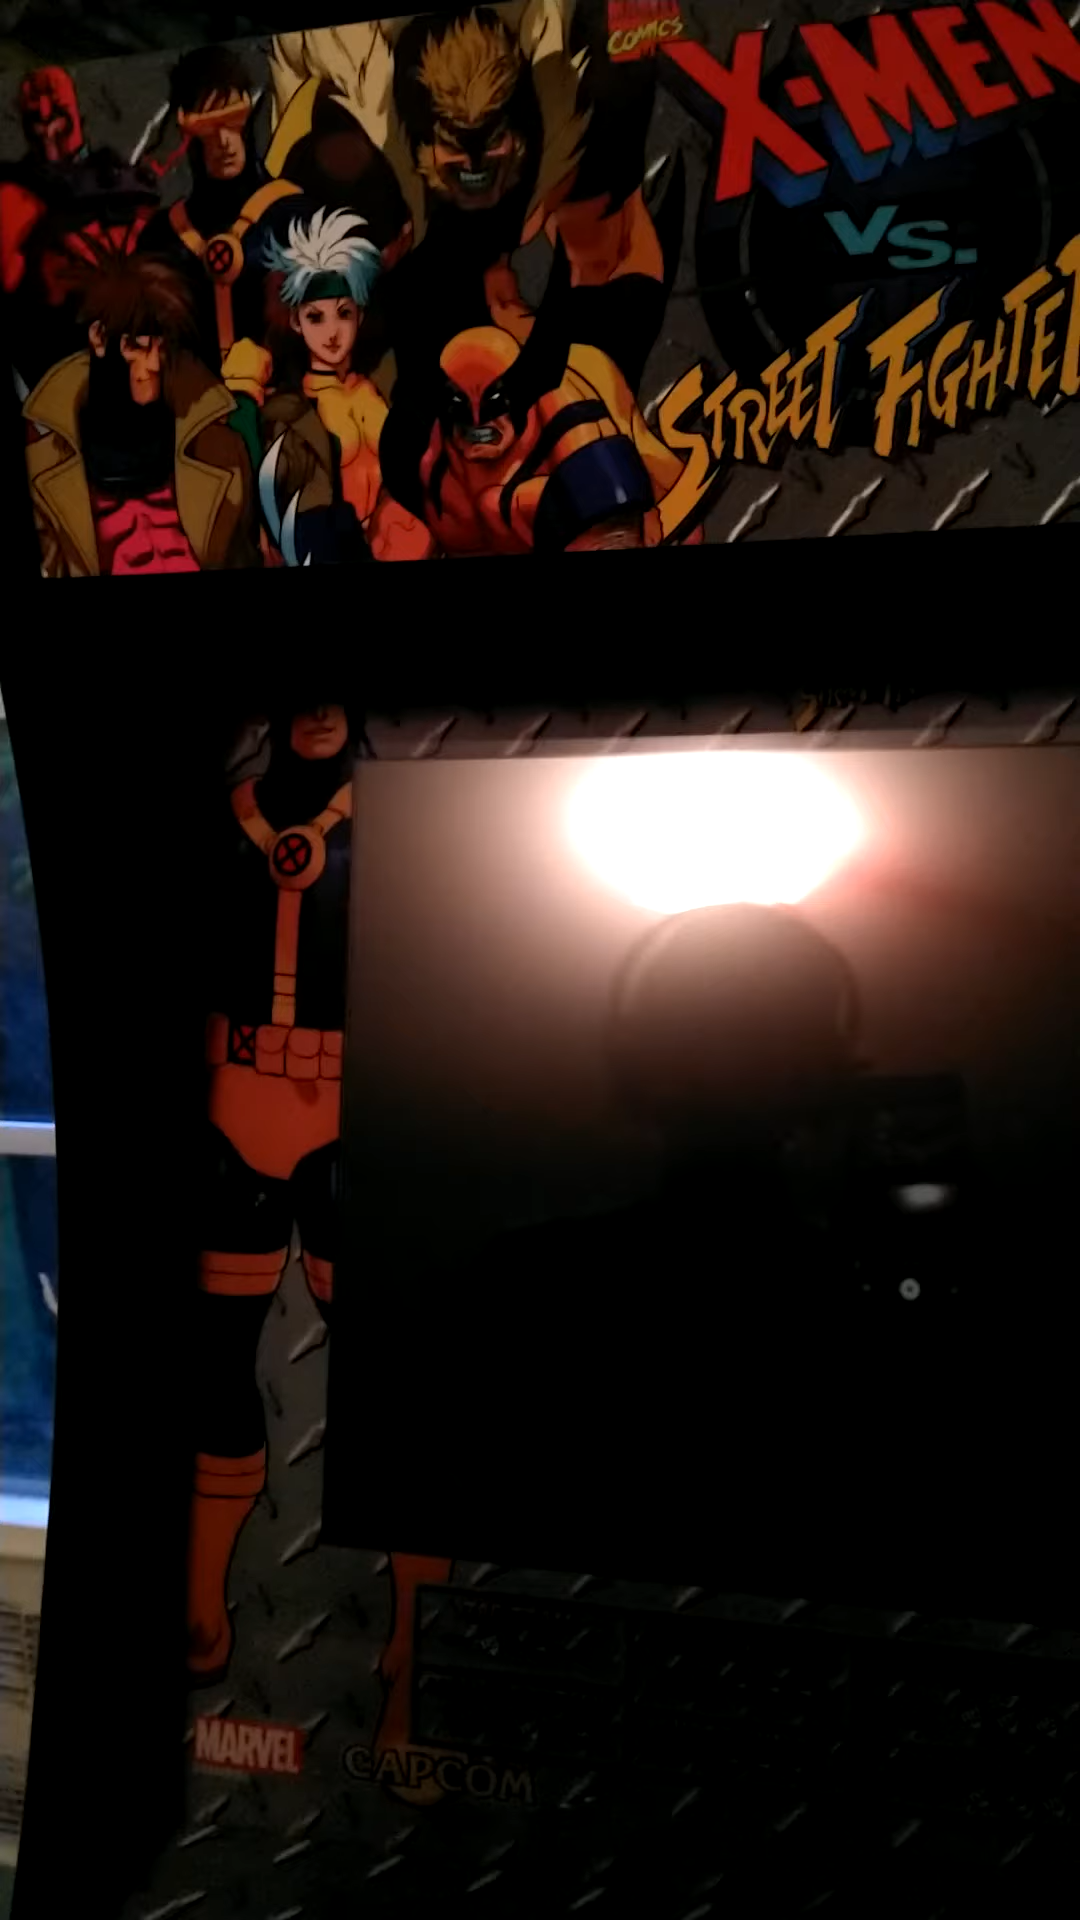 MARVEL
COMICS
X-MEN
VS.
STREET FIGHTER
MARVEL
CAPCOM